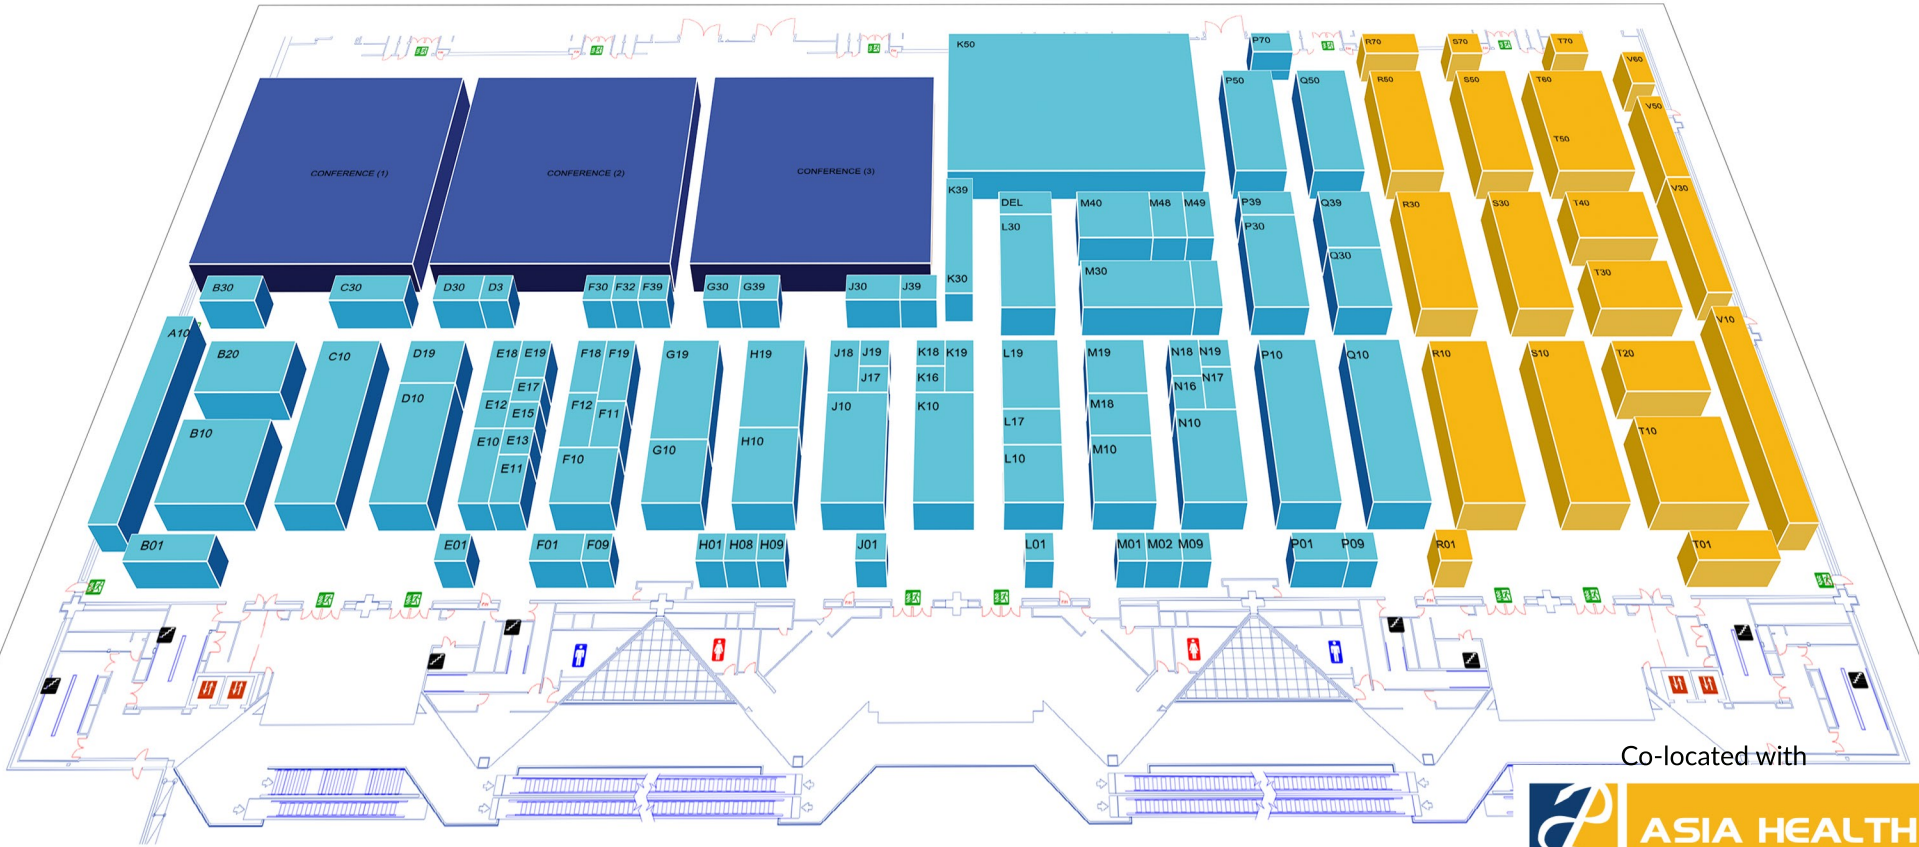 K50
P70
R70
S70
T70
V60
P50
Q50
R50
S50
T60
T50
V50
CONFERENCE (1)
CONFERENCE (2)
CONFERENCE (3)
K39
K30
DEL
L30
M40
M48
M49
M30
P39
P30
Q39
Q30
R30
S30
T40
T30
V30
B30
C30
D30
D3
F30
F32
F39
G30
G39
J30
J39
A10
B20
B10
C10
D19
D10
E18
E19
E17
E12
E15
E10
E13
E11
F18
F19
F12
F11
F10
G19
G10
H19
H10
J18
J19
J17
J10
K18
K19
K16
K10
L19
L17
L10
M19
M18
M10
N18
N19
N16
N17
N10
P10
Q10
R10
S10
T20
T10
V10
B01
E01
F01
F09
H01
H08
H09
J01
L01
M01
M02
M09
P01
P09
R01
T01
Co-located with
ASIA HEALTH